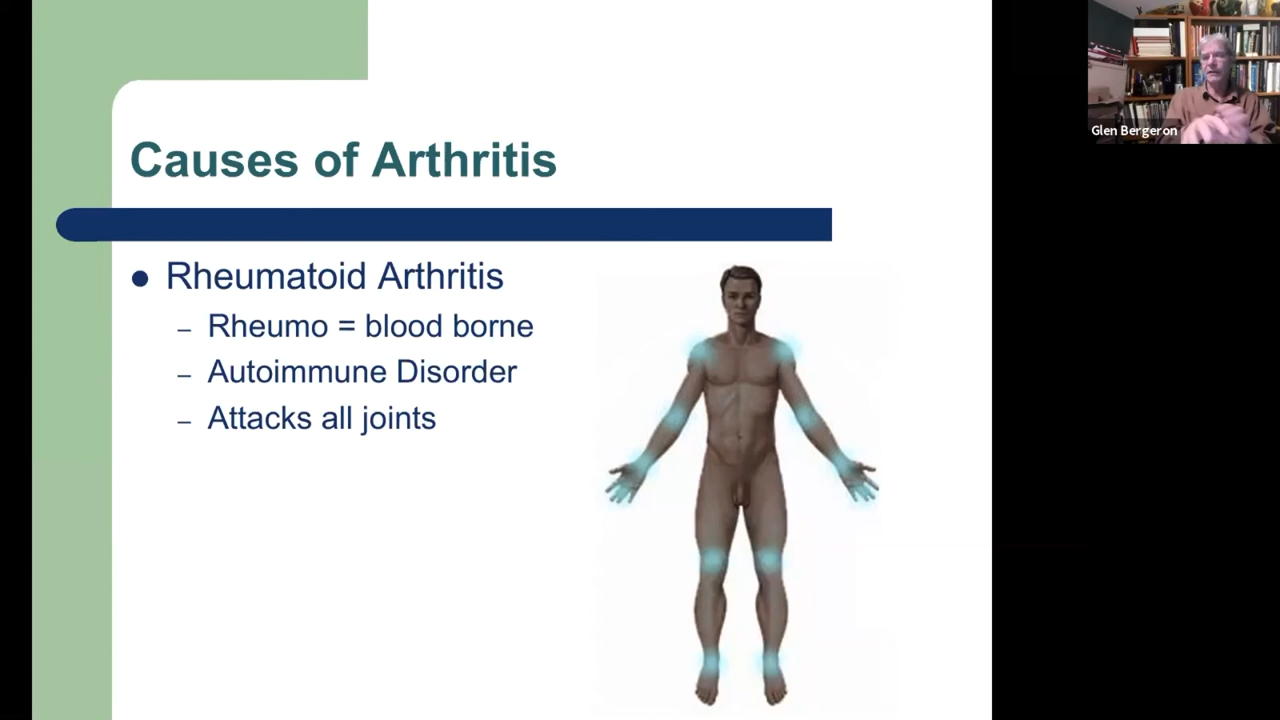 Causes of Arthritis
Rheumatoid Arthritis
– Rheumo = blood borne
– Autoimmune Disorder
– Attacks all joints
Glen Bergeron